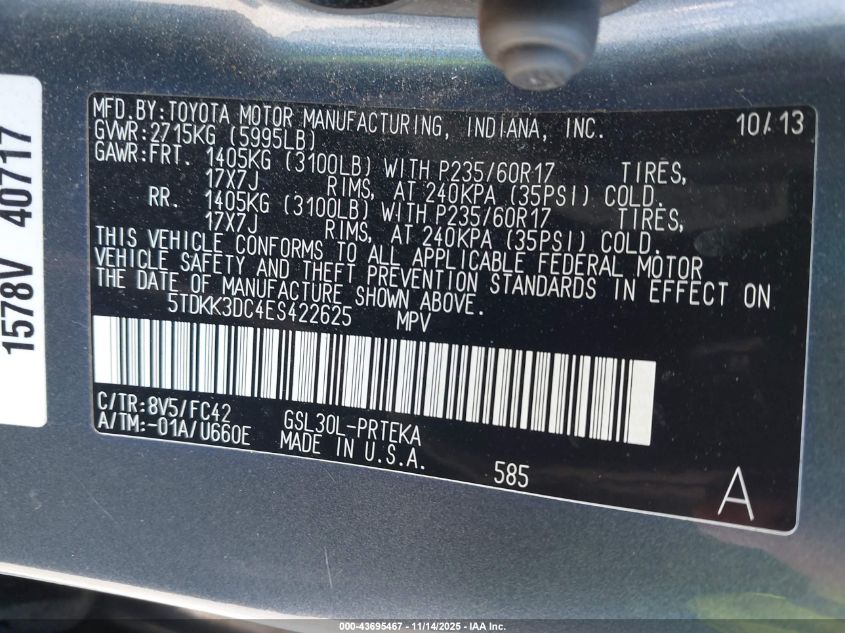 MFD.BY:TOYOTA MOTOR MANUFACTURING, INDIANA, INC. 10/13
GVWR:2715KG (5995LB)
GAWR:FRT. 1405KG (3100LB) WITH P235/60R17 TIRES,
17X7J RIMS, AT 240KPA (35PSI) COLD.
RR. 1405KG (3100LB) WITH P235/60R17 TIRES,
17X7J RIMS, AT 240KPA (35PSI) COLD.
THIS VEHICLE CONFORMS TO ALL APPLICABLE FEDERAL MOTOR
VEHICLE SAFETY AND THEFT PREVENTION STANDARDS IN EFFECT ON
THE DATE OF MANUFACTURE SHOWN ABOVE.
5TDKK3DC4ES422625 MPV
C/TR:8V5/FC42 GSL30L-PRTEKA
A/TM:-01A/U660E MADE IN U.S.A.
585
A
1578V 40717
000-43695467 - 11/14/2025 - IAA Inc.